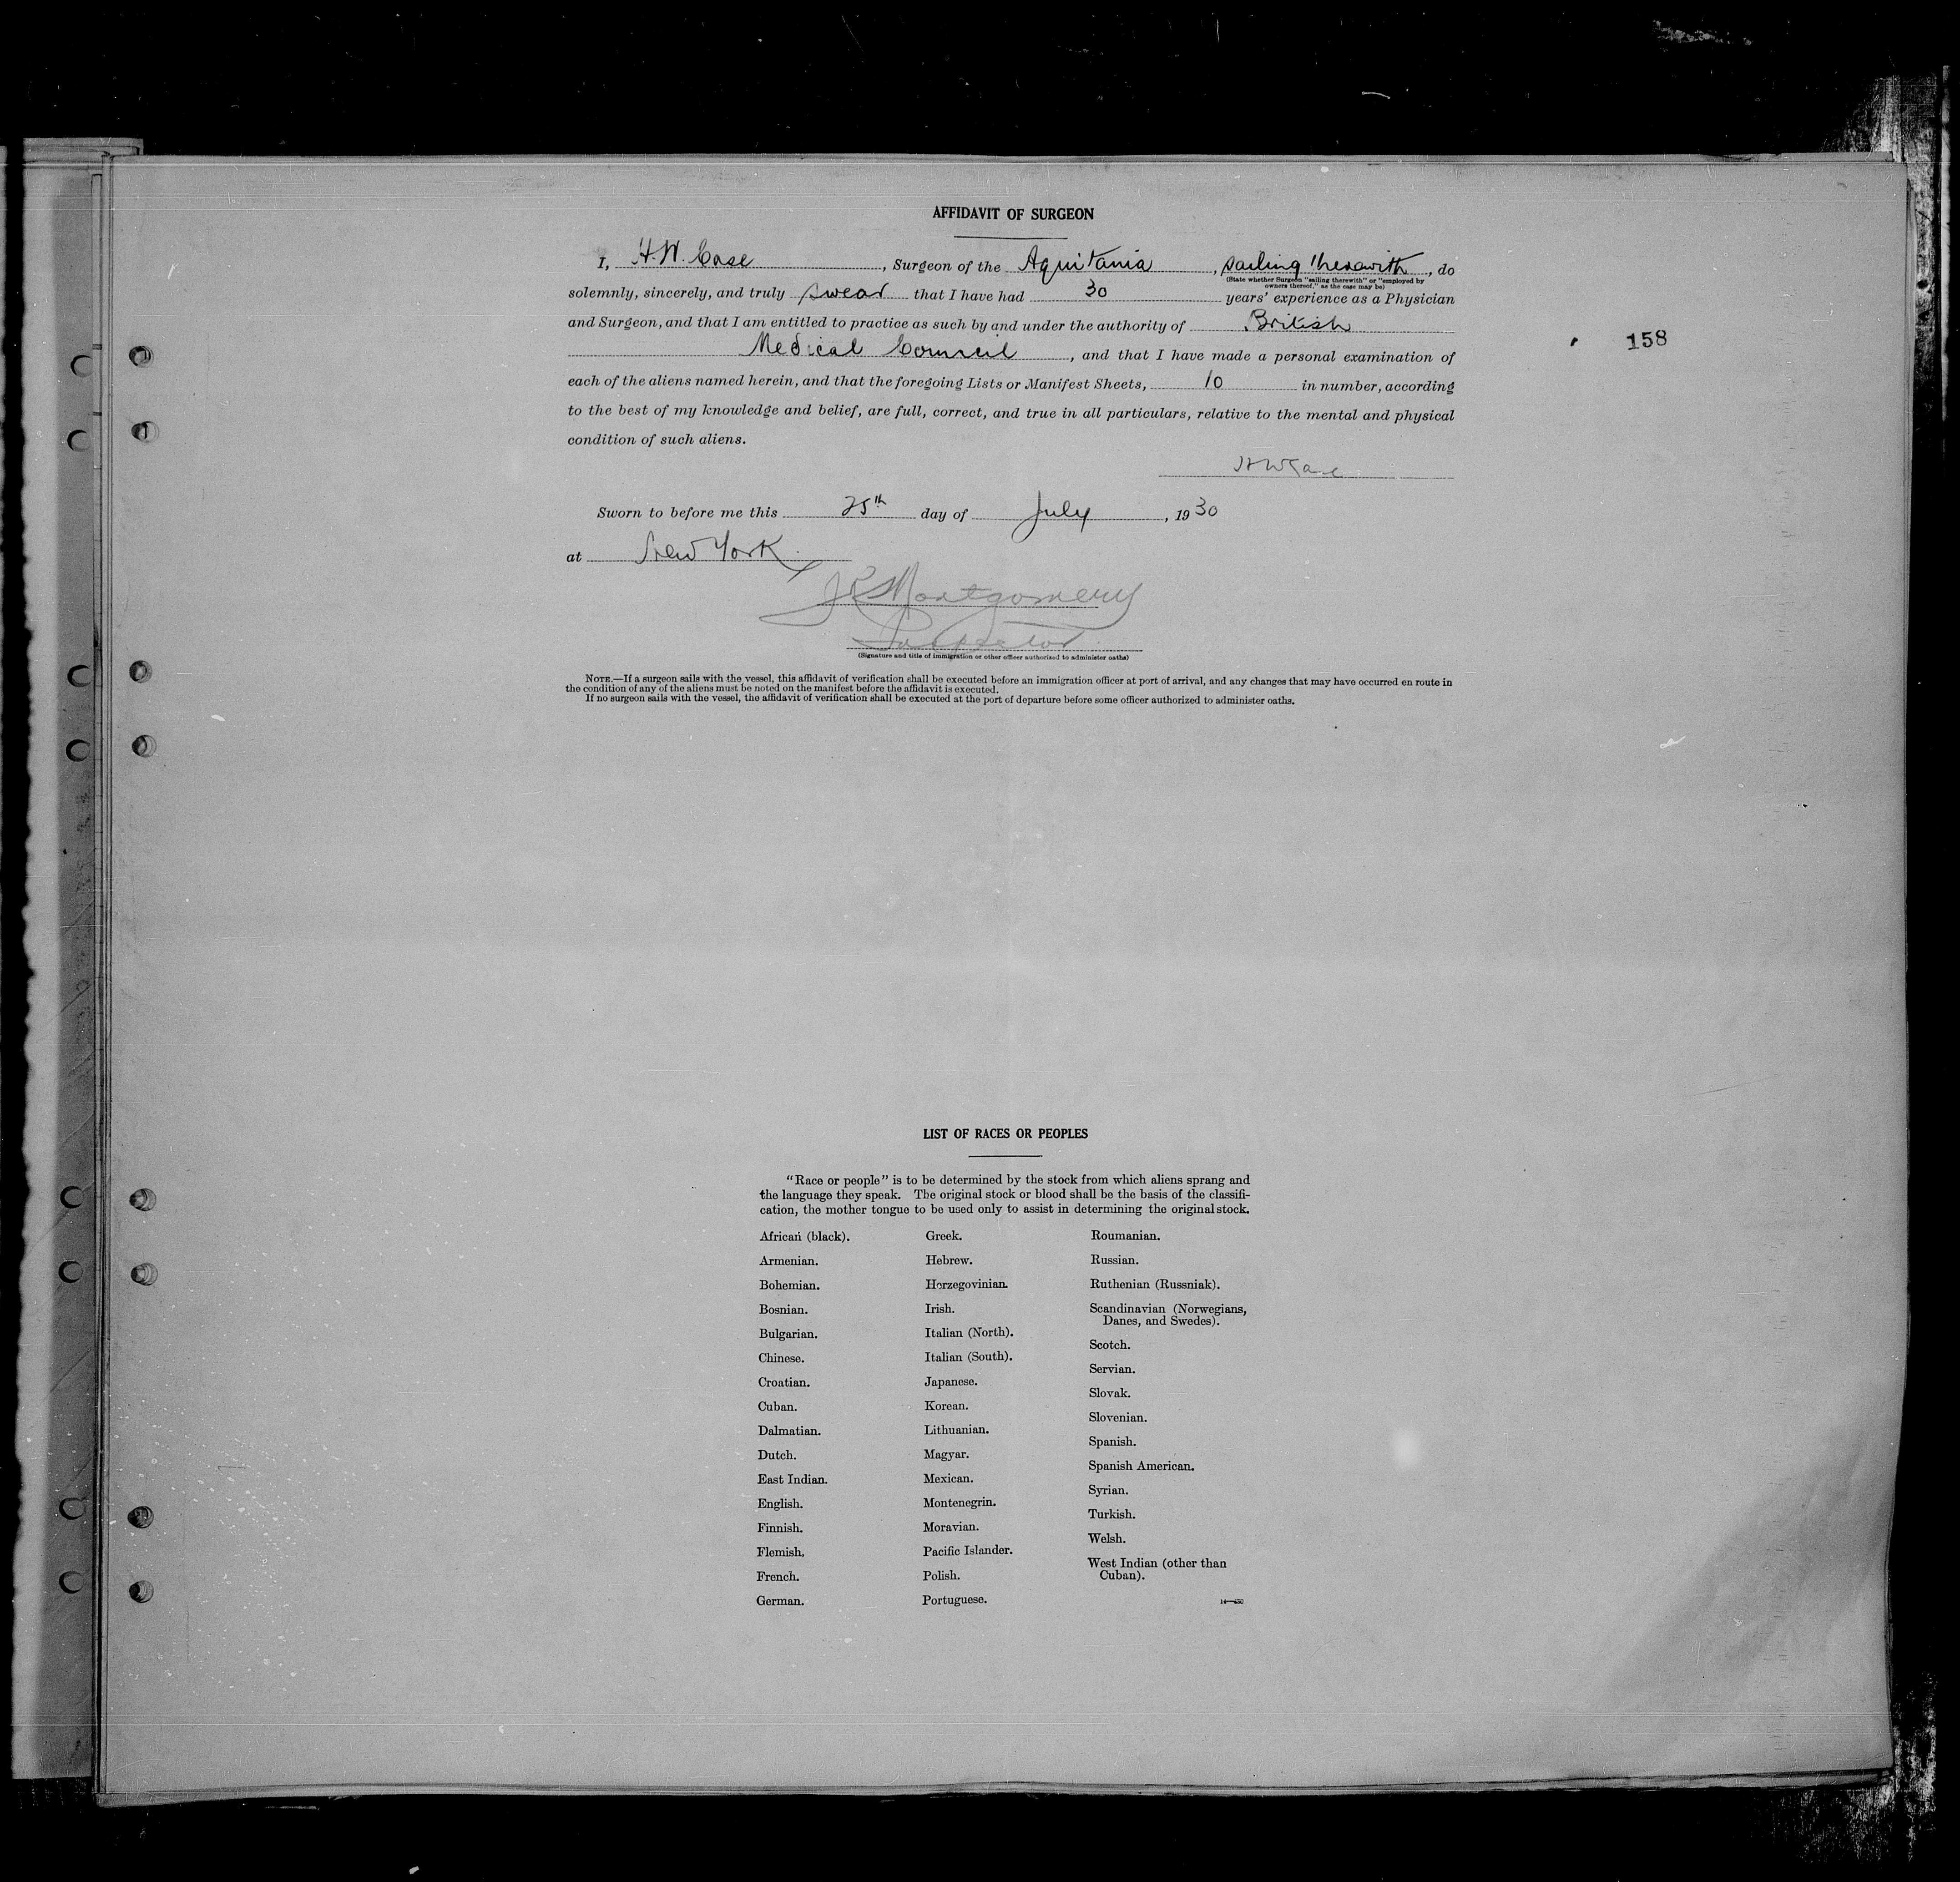 AFFIDAVIT OF SURGEON
I, H.W. Case, Surgeon of the Aquitania, sailing therewith, do
(State whether Surgeon "sailing therewith" or "employed by
owners thereof," as the case may be)
solemnly, sincerely, and truly swear that I have had 30 years' experience as a Physician
and Surgeon, and that I am entitled to practice as such by and under the authority of British
Medical Council, and that I have made a personal examination of
158
each of the aliens named herein, and that the foregoing Lists or Manifest Sheets, 10 in number, according
to the best of my knowledge and belief, are full, correct, and true in all particulars, relative to the mental and physical
condition of such aliens.
HWCase
Sworn to before me this 25th day of July, 1930
at New York
JR Montgomery
Inspector
(Signature and title of immigration or other officer authorized to administer oaths)
NOTE.—If a surgeon sails with the vessel, this affidavit of verification shall be executed before an immigration officer at port of arrival, and any changes that may have occurred en route in
the condition of any of the aliens must be noted on the manifest before the affidavit is executed.
If no surgeon sails with the vessel, the affidavit of verification shall be executed at the port of departure before some officer authorized to administer oaths.
LIST OF RACES OR PEOPLES
"Race or people" is to be determined by the stock from which aliens sprang and
the language they speak. The original stock or blood shall be the basis of the classifi-
cation, the mother tongue to be used only to assist in determining the original stock.
African (black).
Armenian.
Bohemian.
Bosnian.
Bulgarian.
Chinese.
Croatian.
Cuban.
Dalmatian.
Dutch.
East Indian.
English.
Finnish.
Flemish.
French.
German.
Greek.
Hebrew.
Herzegovinian.
Irish.
Italian (North).
Italian (South).
Japanese.
Korean.
Lithuanian.
Magyar.
Mexican.
Montenegrin.
Moravian.
Pacific Islander.
Polish.
Portuguese.
Roumanian.
Russian.
Ruthenian (Russniak).
Scandinavian (Norwegians,
Danes, and Swedes).
Scotch.
Servian.
Slovak.
Slovenian.
Spanish.
Spanish American.
Syrian.
Turkish.
Welsh.
West Indian (other than
Cuban).